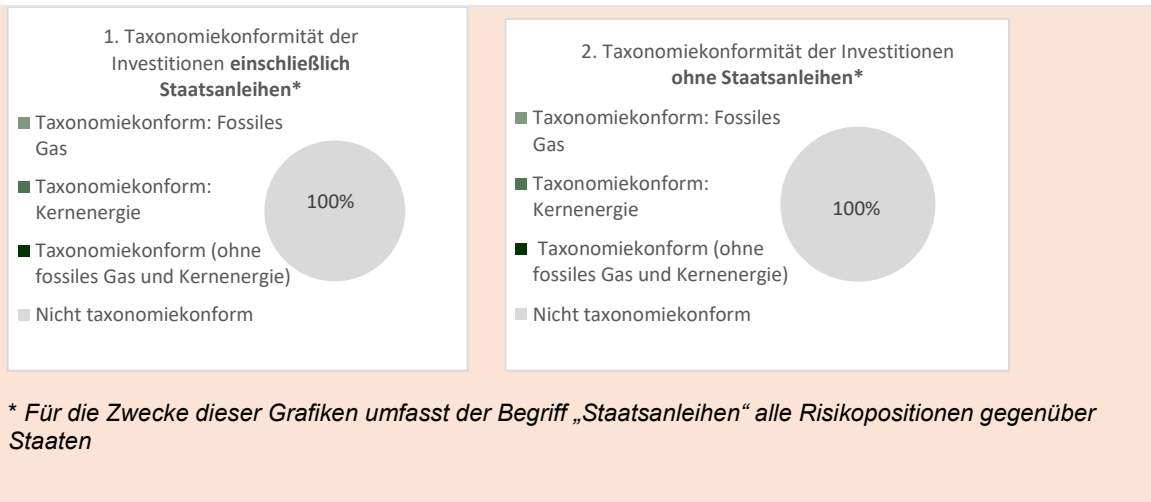 1. Taxonomiekonformität der
Investitionen einschließlich
Staatsanleihen*
Taxonomiekonform: Fossiles
Gas
Taxonomiekonform:
Kernenergie
Taxonomiekonform (ohne
fossiles Gas und Kernenergie)
Nicht taxonomiekonform
100%
2. Taxonomiekonformität der Investitionen
ohne Staatsanleihen*
Taxonomiekonform: Fossiles
Gas
Taxonomiekonform:
Kernenergie
Taxonomiekonform (ohne
fossiles Gas und Kernenergie)
Nicht taxonomiekonform
100%
* Für die Zwecke dieser Grafiken umfasst der Begriff „Staatsanleihen“ alle Risikopositionen gegenüber
Staaten